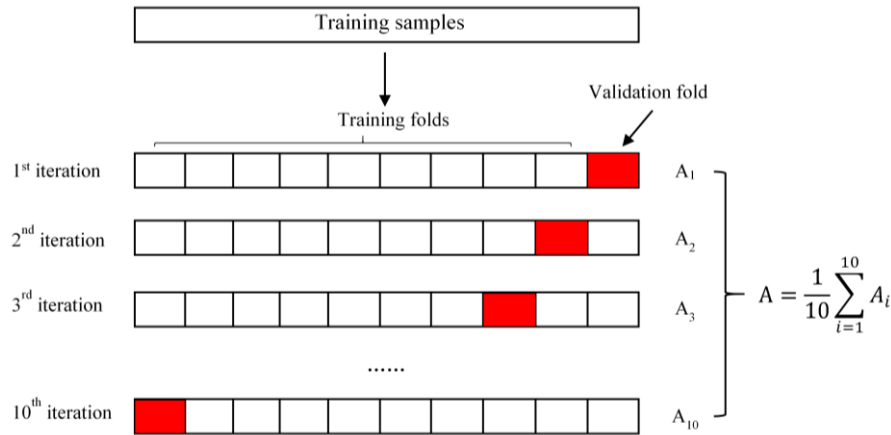 Training samples
Validation fold
Training folds
1st iteration
A1
2nd iteration
A2
3rd iteration
A3
A = 1/10 ∑_{i=1}^{10} A_i
......
10th iteration
A10